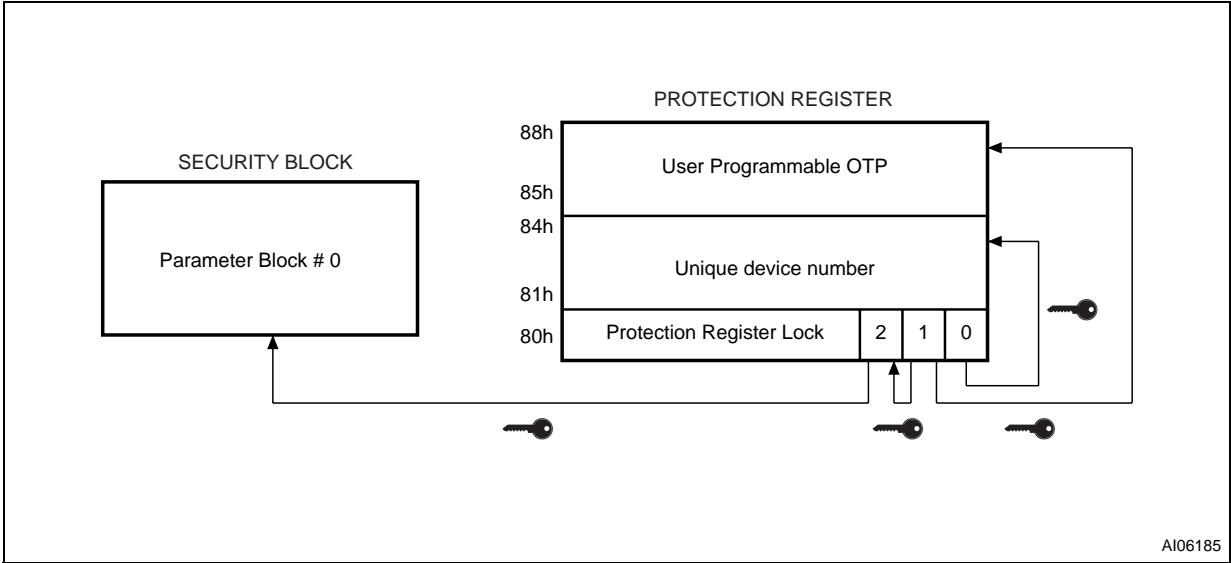 PROTECTION REGISTER
88h
User Programmable OTP
SECURITY BLOCK
85h
84h
Parameter Block # 0
Unique device number
81h
80h
Protection Register Lock
2
1
0
AI06185